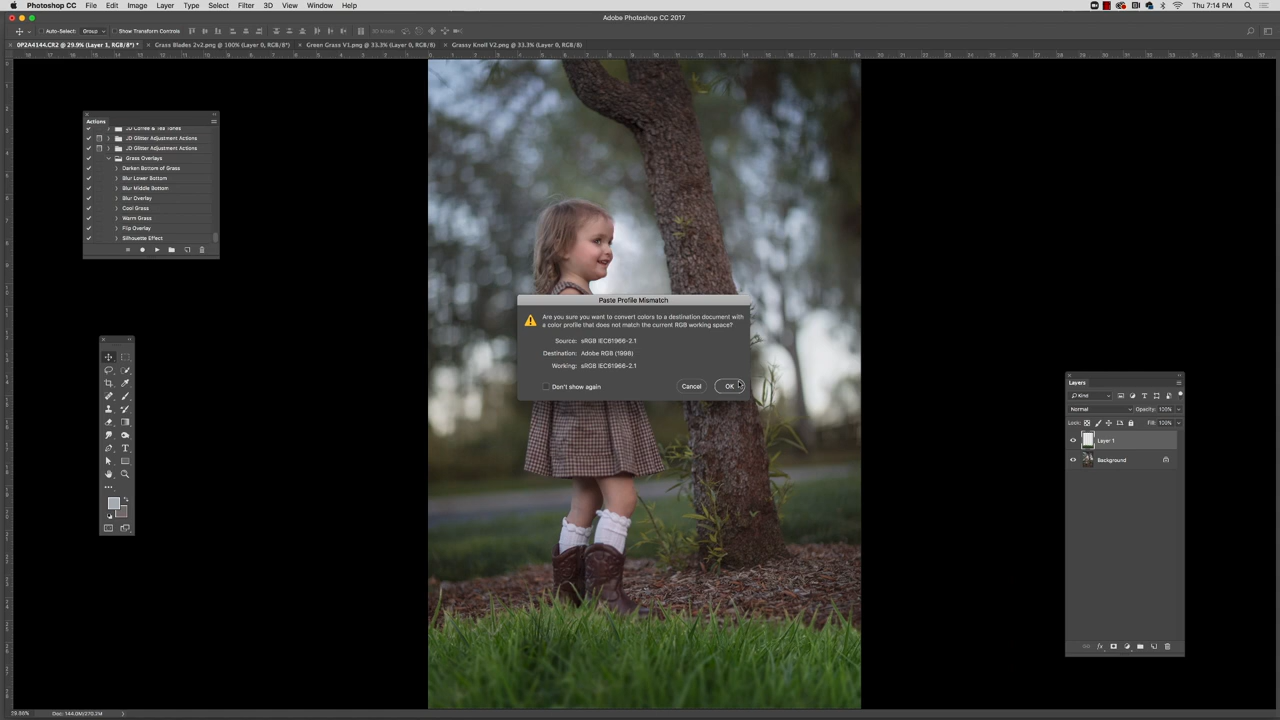 Photoshop CC File Edit Image Layer Type Select Filter 3D View Window Help Thu 7:14 PM
Adobe Photoshop CC 2017
Auto-Select: Group Show Transform Controls 3D Mode:
DP2A4144.CR2 @ 29.9% (Layer 1, RGB/8*) * Grass Blades 2v2.png @ 100% (Layer 0, RGB/8*) Green Grass V1.png @ 33.3% (Layer 0, RGB/8) Grassy Knoll V2.png @ 33.3% (Layer 0, RGB/8)
Actions
JD Coffee & Tea Tones
JD Glitter Adjustment Actions
JD Glitter Adjustment Actions
Grass Overlays
Darken Bottom of Grass
Blur Lower Bottom
Blur Middle Bottom
Blur Overlay
Cool Grass
Warm Grass
Flip Overlay
Silhouette Effect
Paste Profile Mismatch
Are you sure you want to convert colors to a destination document with
a color profile that does not match the current RGB working space?
Source: sRGB IEC61966-2.1
Destination: Adobe RGB (1998)
Working: sRGB IEC61966-2.1
Don't show again Cancel OK
Layers
Kind
Normal Opacity: 100%
Lock: Fill: 100%
Layer 1
Background
29.88% Doc: 144.0M/270.2M